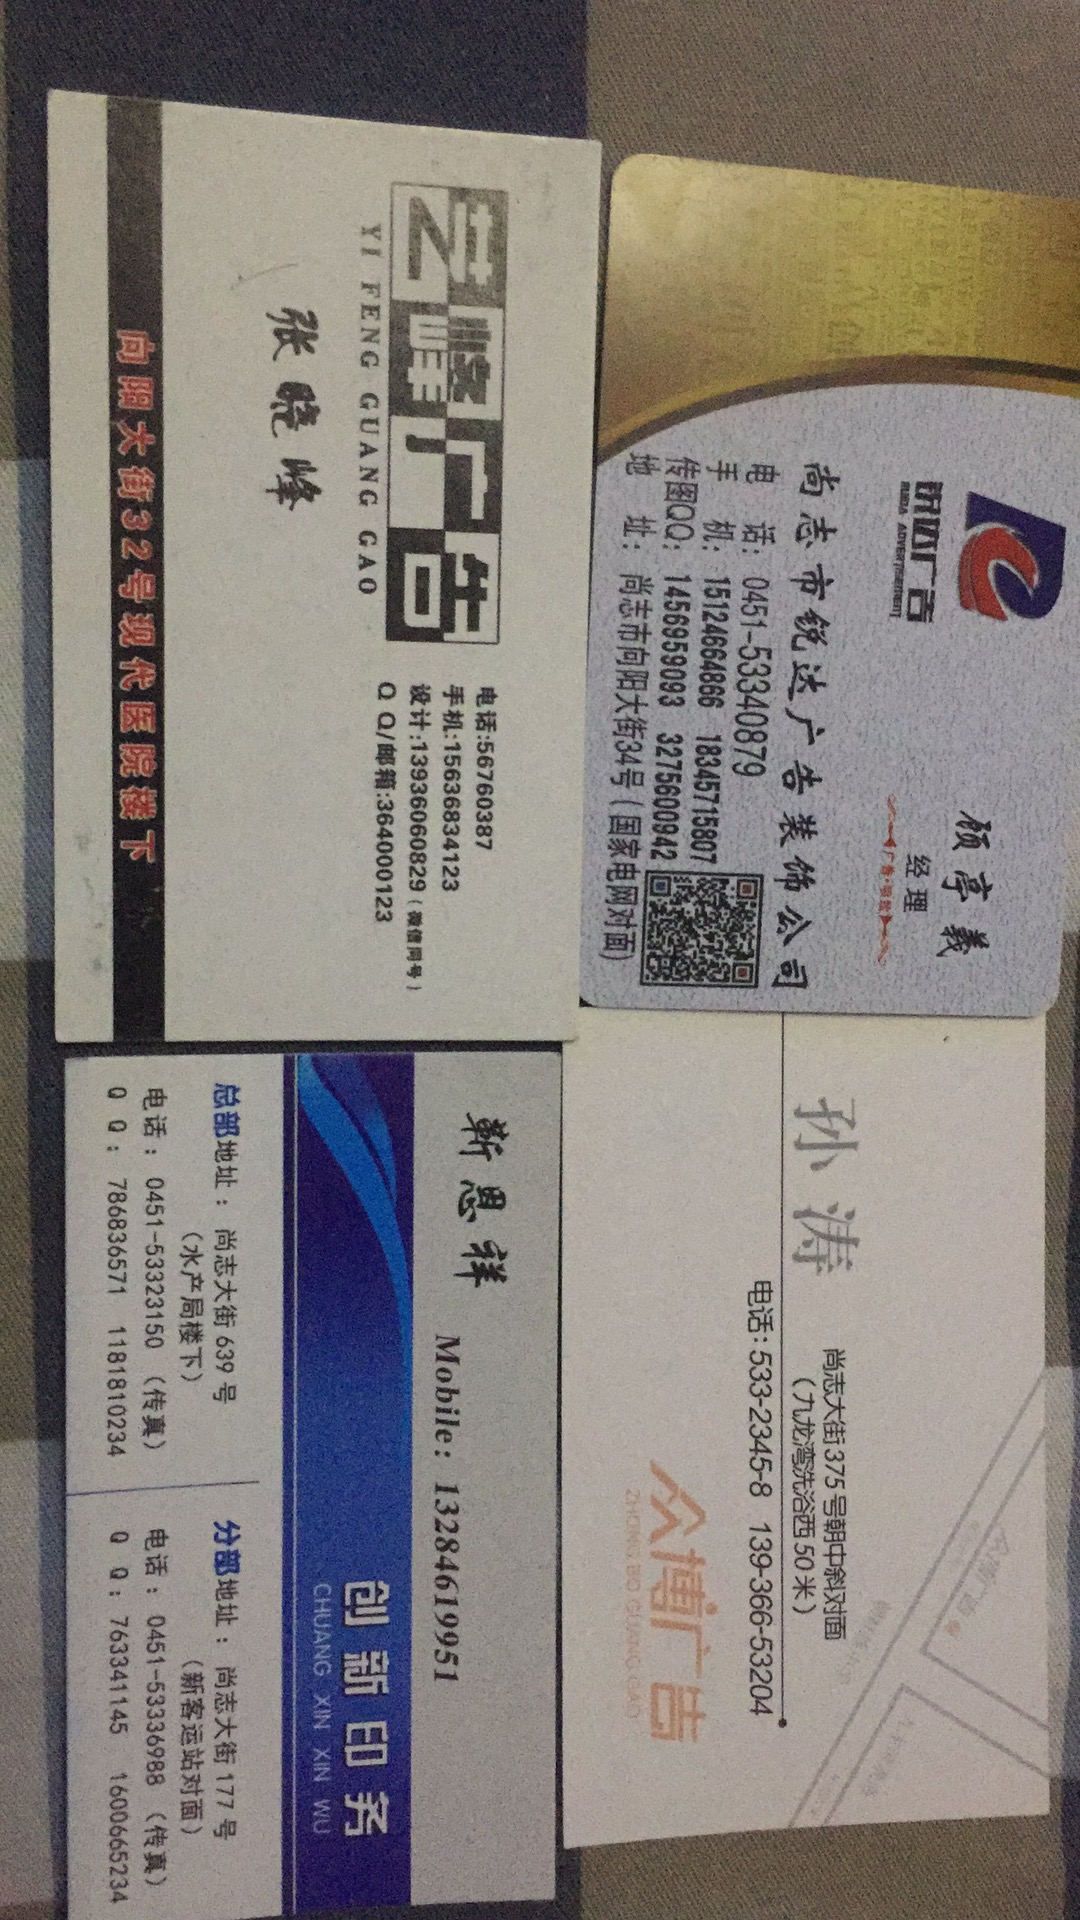 艺峰广告
YI FENG GUANG GAO
张晓峰
电话:56760387
手机:15636834123
设计:13936060829(微信同号)
Q Q/邮箱:364000123
向阳大街32号现代医院楼下
锐达广告
RUIDA ADVERTISEMENT
顾亭義
经理
尚志市锐达广告装饰公司
电 话: 0451-53340879
手 机: 15124664866 18345715807
传图QQ: 1456959093 3275600942
地 址: 尚志市向阳大街34号(国家电网对面)
靳恩祥
Mobile: 13284619951
创新印务
CHUANG XIN YIN WU
总部地址: 尚志大街 639 号
(水产局楼下)
电话: 0451-53323150 (传真)
Q Q: 786836571 1181810234
分部地址: 尚志大街 177 号
(新客运站对面)
电话: 0451-53336988 (传真)
Q Q: 763341145 1600665234
孙涛
尚志大街375号朝中斜对面
(九龙湾洗浴西50米)
电话:533-2345-8 139-366-53204
众博广告
ZHONG BO GUANG GAO